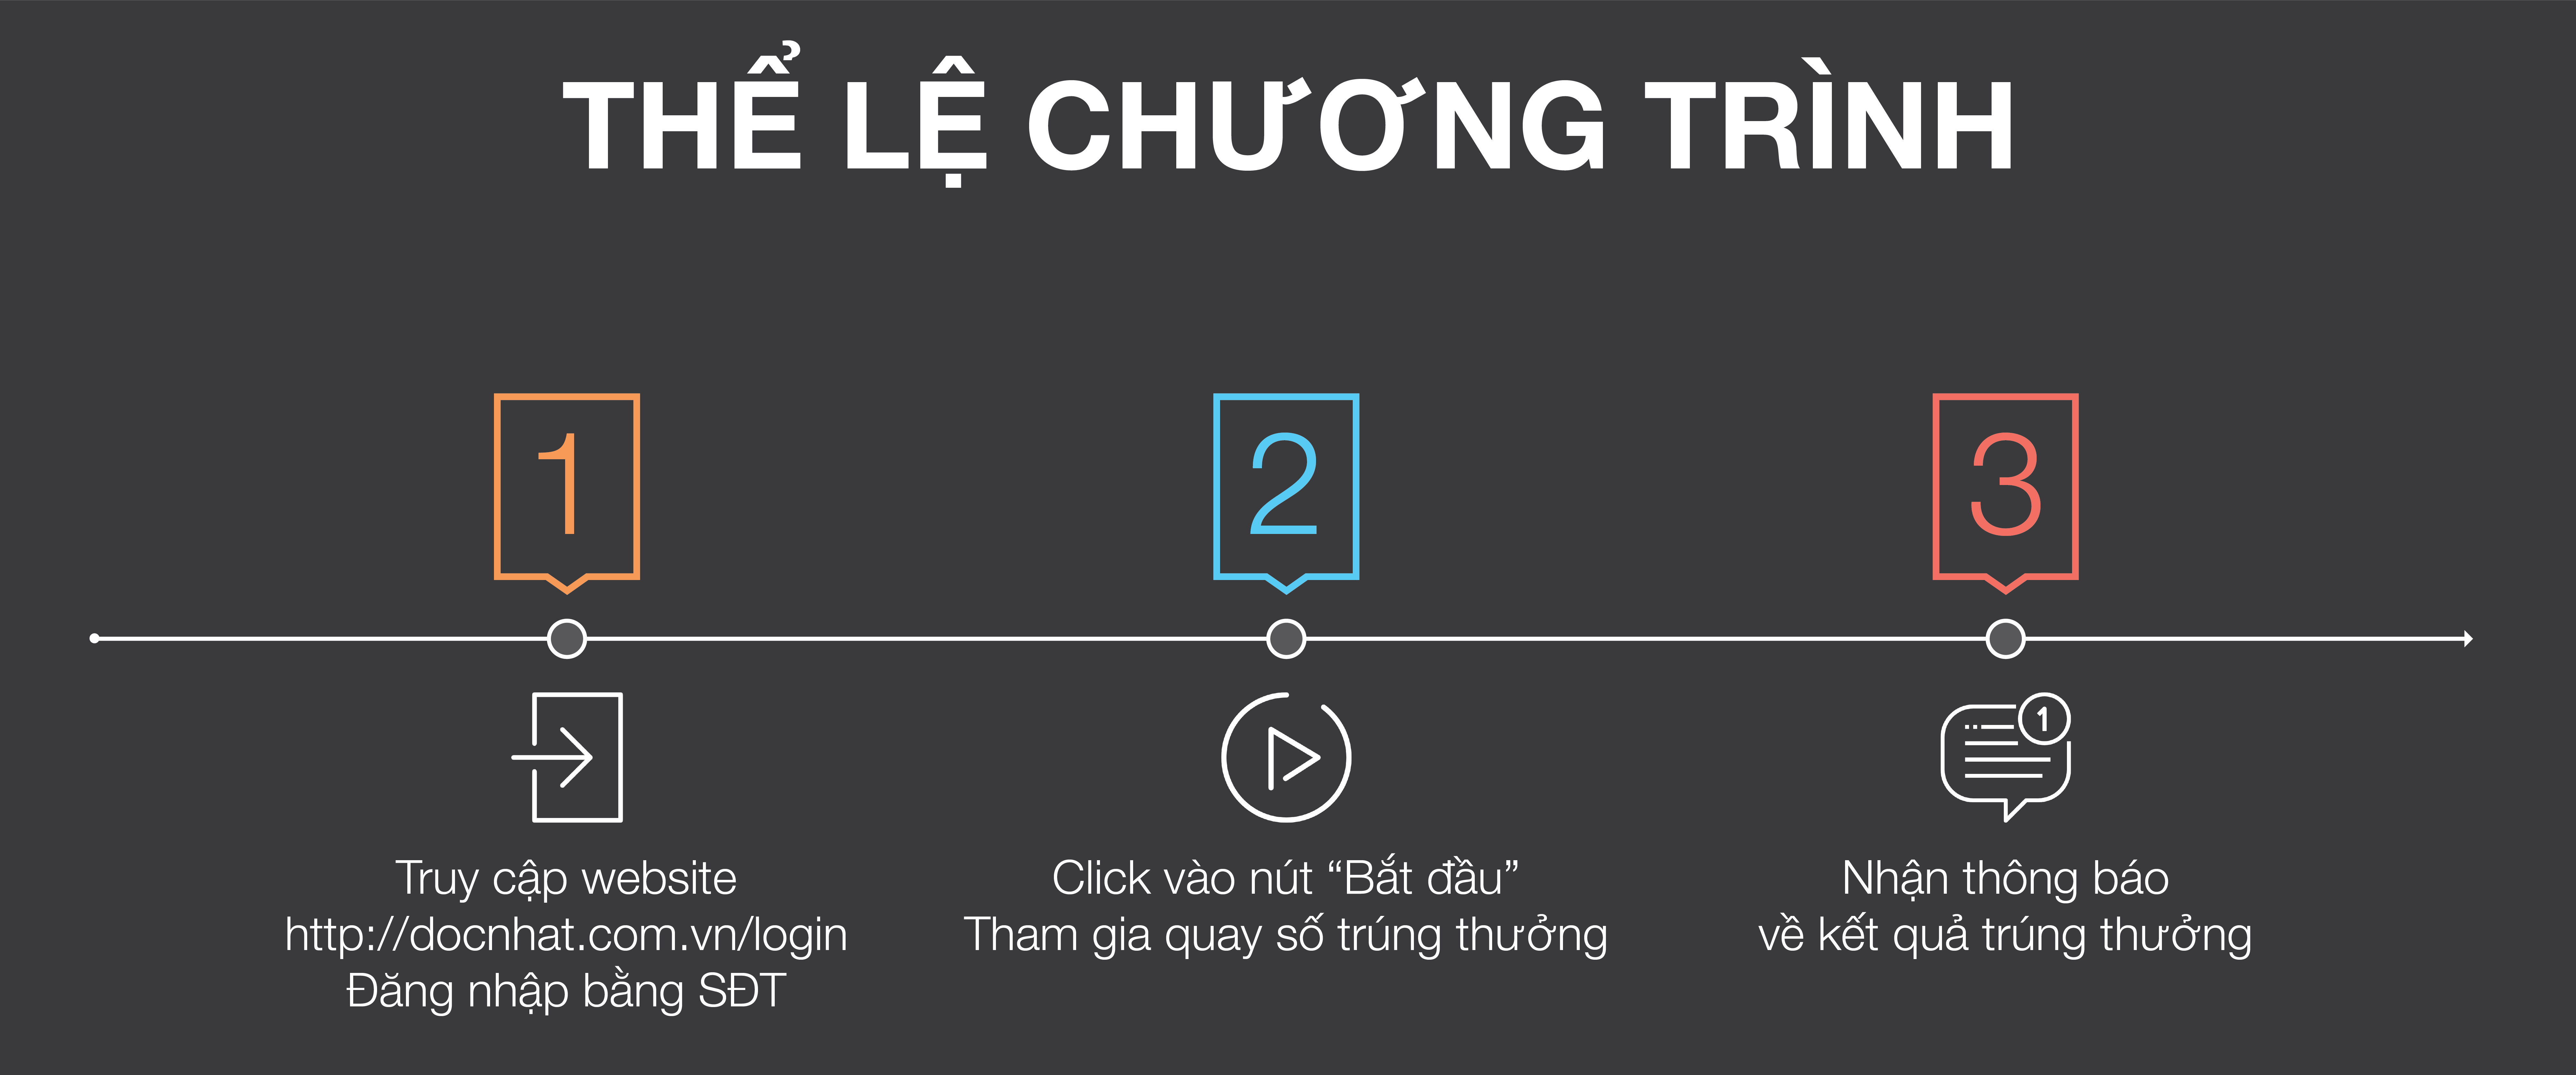 THỂ LỆ CHƯƠNG TRÌNH
1
2
3
1
Truy cập website
http://docnhat.com.vn/login
Đăng nhập bằng SĐT
Click vào nút “Bắt đầu”
Tham gia quay số trúng thưởng
Nhận thông báo
về kết quả trúng thưởng